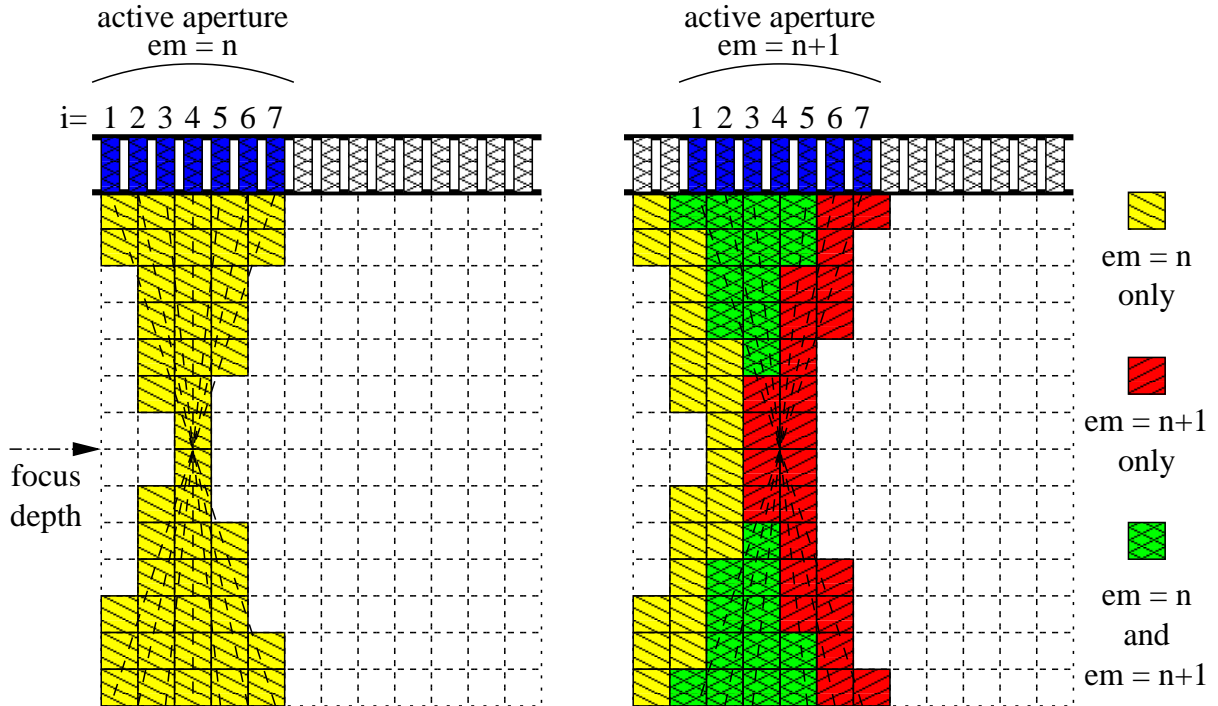 active aperture
em = n
i= 1 2 3 4 5 6 7
focus
depth
active aperture
em = n+1
1 2 3 4 5 6 7
em = n
only
em = n+1
only
em = n
and
em = n+1